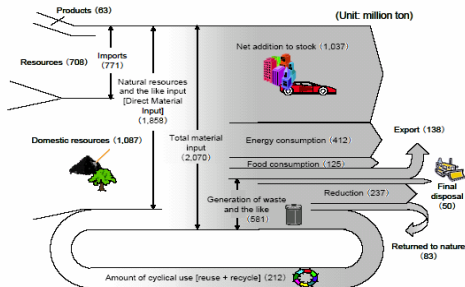 Products (63)
(Unit: million ton)
Imports
(771)
Resources (708)
Net addition to stock (1,037)
Natural resources
and the like input
[Direct Material
Input]
(1,858)
Total material
input
(2,070)
Domestic resources (1,087)
Energy consumption (412)
Export (138)
Food consumption (125)
Reduction (237)
Final
disposal
(50)
Generation of waste
and the like
(581)
Returned to nature
(83)
Amount of cyclical use [reuse + recycle] (212)